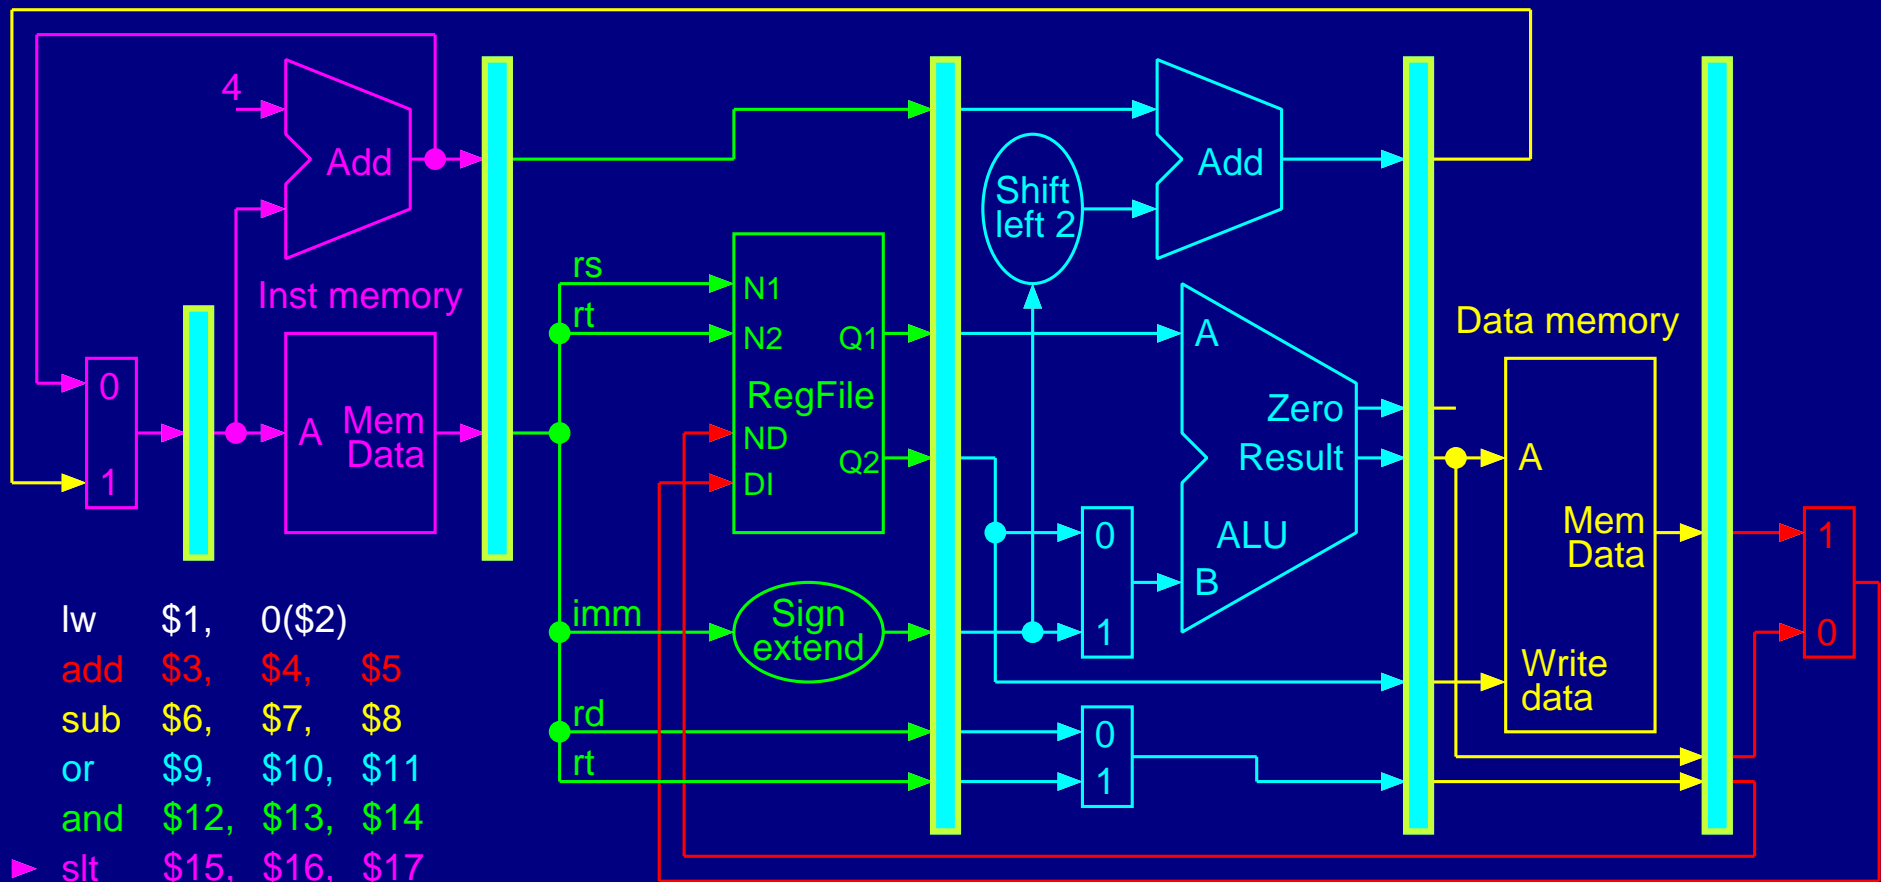 4
Add
Inst memory
0
1
A
Mem
Data
rs
rt
N1
N2
Q1
RegFile
ND
Q2
DI
imm
Sign
extend
rd
rt
Shift
left 2
Add
A
Zero
Result
ALU
B
0
1
0
1
Data memory
A
Mem
Data
Write
data
1
0
lw $1, 0($2)
add $3, $4, $5
sub $6, $7, $8
or $9, $10, $11
and $12, $13, $14
slt $15, $16, $17